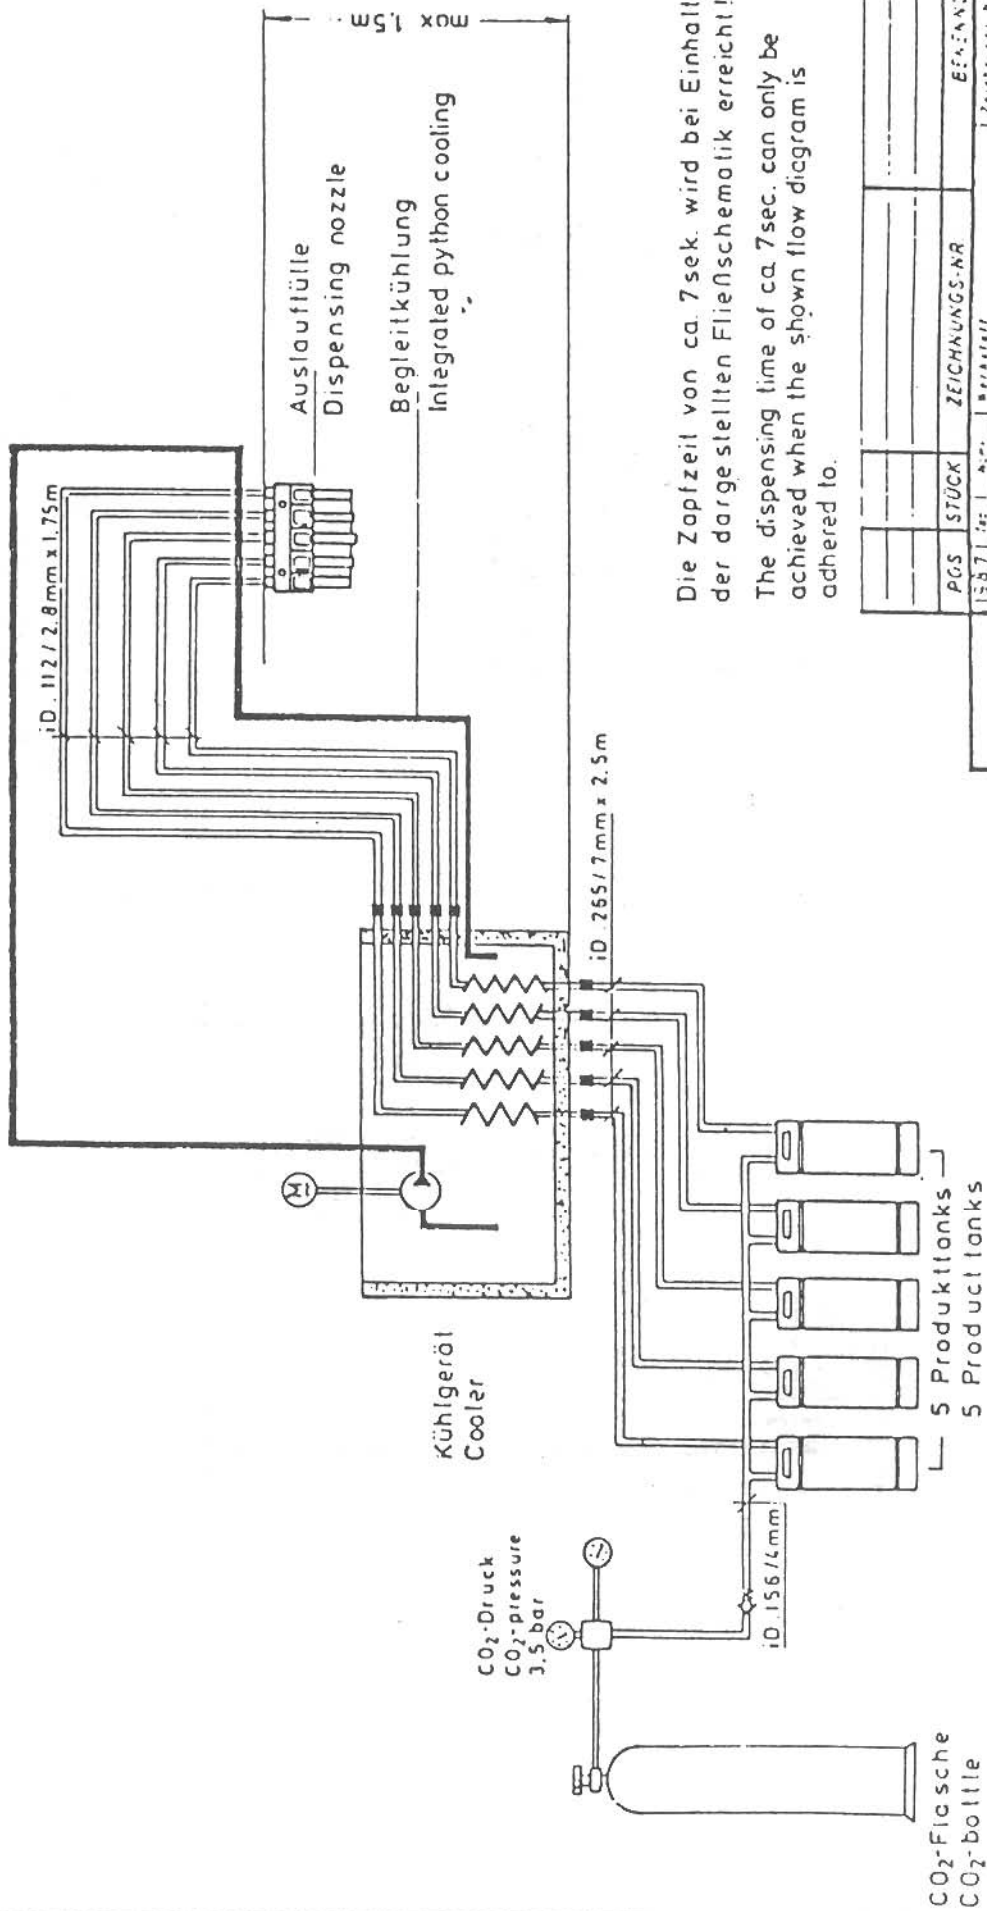 max 1,5m
iD .112 / 2,8mm x 1,75m
Auslauftülle
Dispensing nozzle
Begleitkühlung
Integrated python cooling
Kühlgerät
Cooler
iD .265 / 7mm x 2.5m
CO₂-Druck
CO₂-pressure
3.5 bar
iD.156/4mm
M
5 Produkttanks
5 Product tanks
CO₂-Flasche
CO₂-bottle
Die Zapfzeit von ca. 7sek. wird bei Einhalt
der dargestellten Fließschematik erreicht!
The dispensing time of ca 7sec. can only be
achieved when the shown flow diagram is
adhered to.
POS STÜCK ZEICHNUNGS-NR